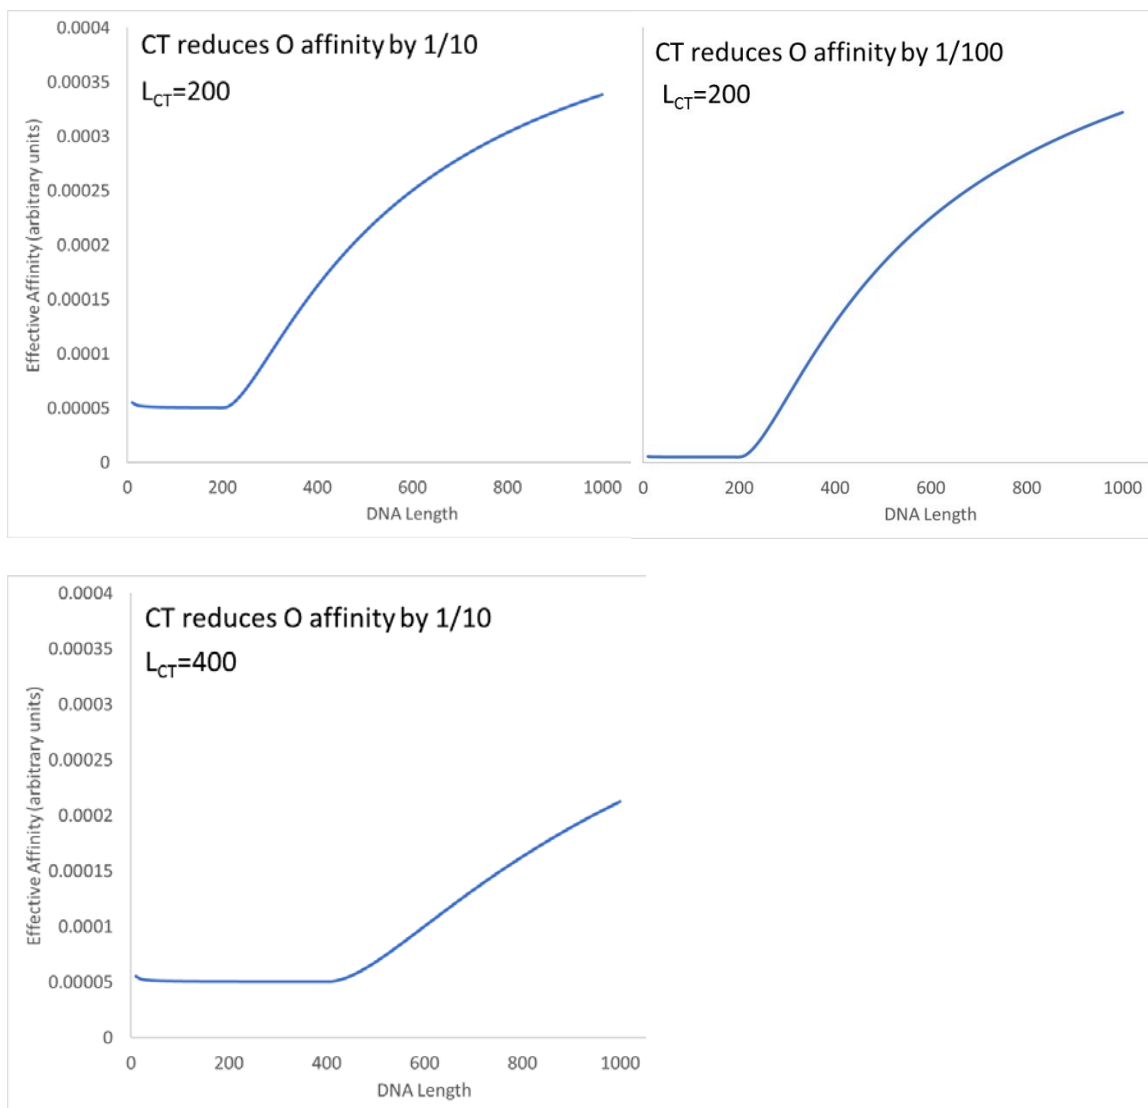 CT reduces O affinity by 1/10
L_CT=200
0.0004
0.00035
0.0003
0.00025
0.0002
0.00015
0.0001
0.00005
0
Effective Affinity (arbitrary units)
0 200 400 600 800 1000
DNA Length
CT reduces O affinity by 1/100
L_CT=200
0 200 400 600 800 1000
DNA Length
CT reduces O affinity by 1/10
L_CT=400
0.0004
0.00035
0.0003
0.00025
0.0002
0.00015
0.0001
0.00005
0
Effective Affinity (arbitrary units)
0 200 400 600 800 1000
DNA Length